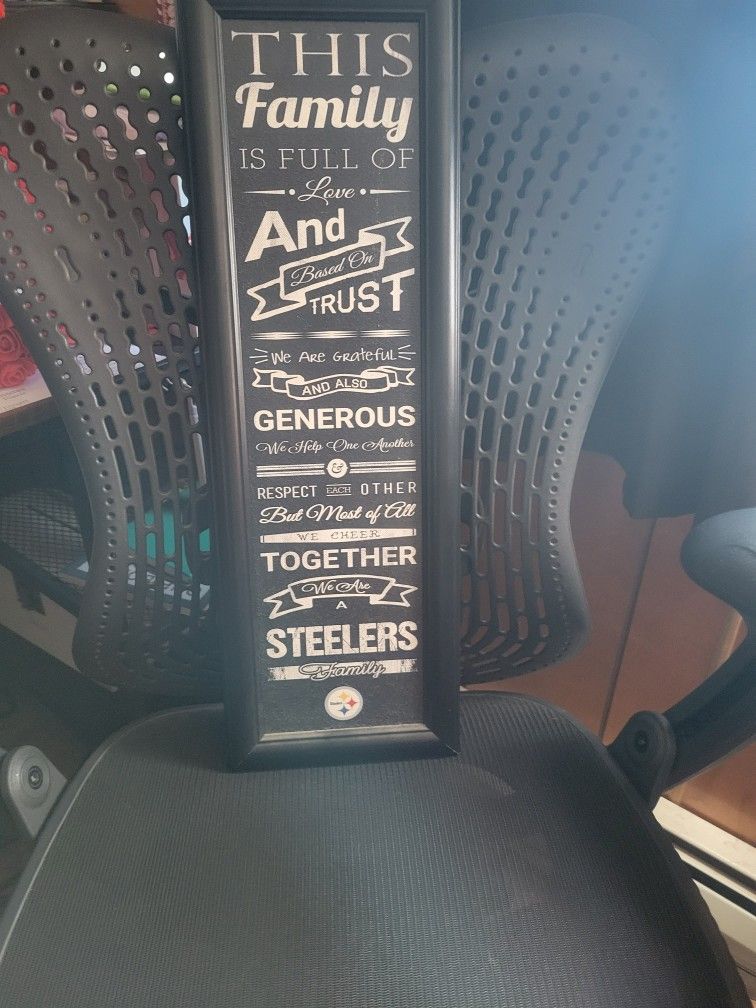 THIS
Family
IS FULL OF
Love
And
Based On
TRUST
We Are Grateful
AND ALSO
GENEROUS
We Help One Another
&
RESPECT EACH OTHER
But Most of All
WE CHEER
TOGETHER
We Are
A
STEELERS
Family
Steelers